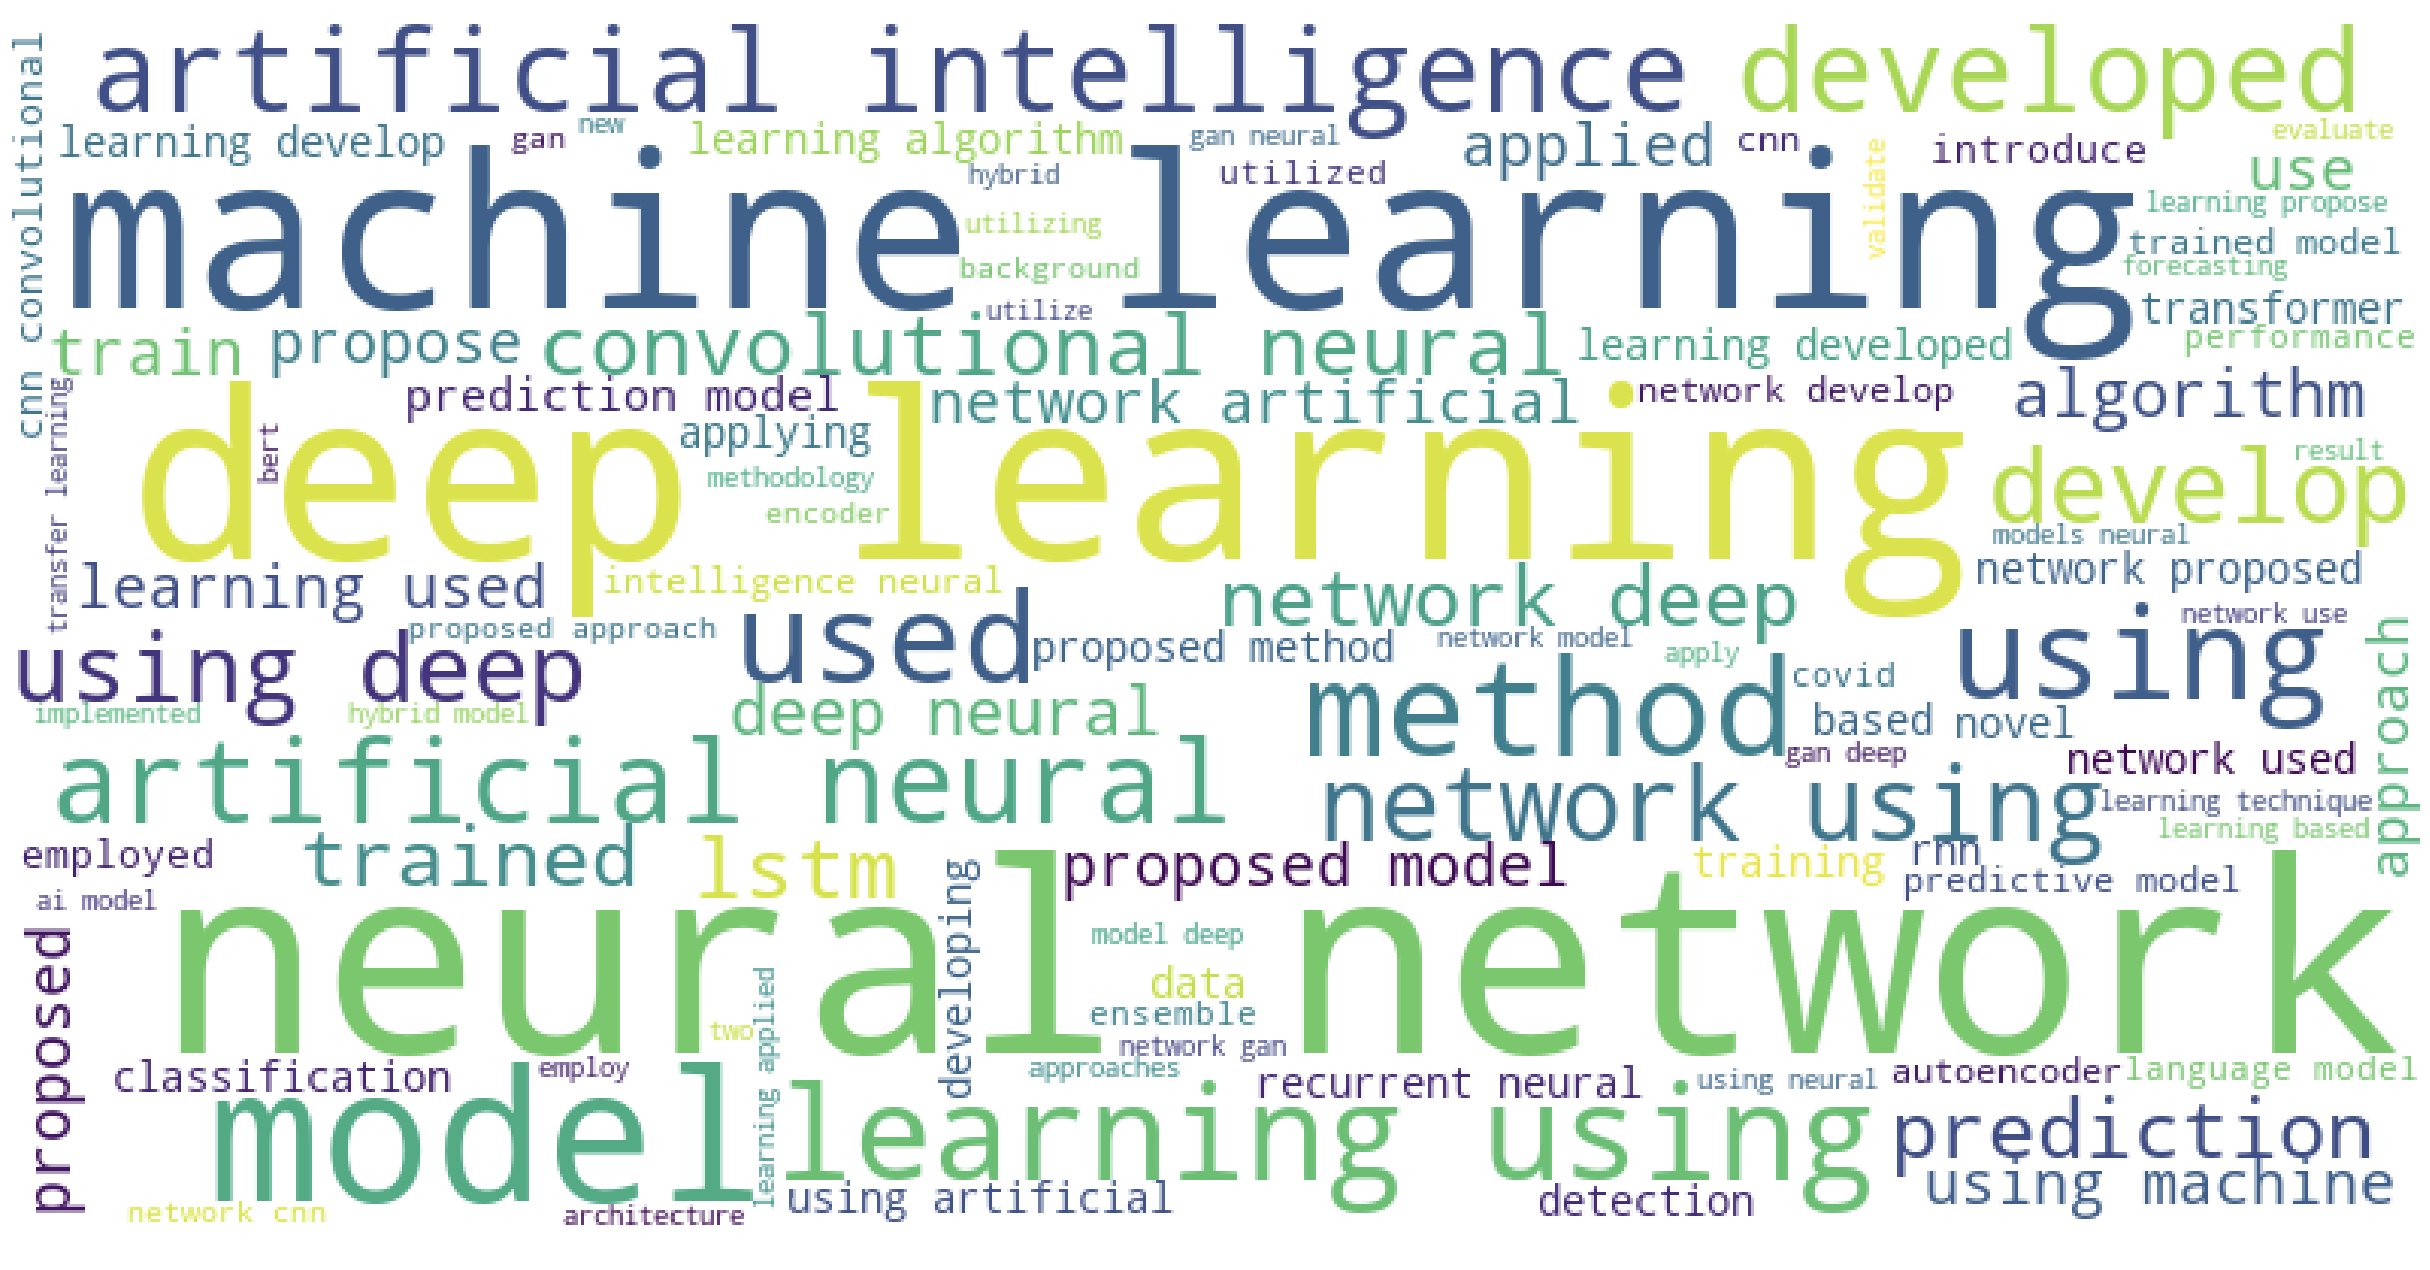 artificial intelligence
developed
cnn convolutional
learning develop
gan
new
learning algorithm
gan neural
applied
cnn
introduce
evaluate
hybrid
utilized
validate
use
machine learning
utilizing
learning propose
background
trained model
forecasting
utilize
transformer
performance
train
propose
convolutional neural
learning developed
transfer learning
prediction model
network artificial
network develop
algorithm
bert
applying
deep learning
methodology
encoder
develop
result
models neural
learning used
intelligence neural
network deep
network proposed
using deep
proposed approach
used
proposed method
network model
apply
using
network use
approach
implemented
hybrid model
deep neural
method
covid
based
novel
artificial neural
gan deep
network used
network using
learning technique
learning based
employed
trained
lstm
proposed model
training
rnn
predictive model
ai model
neural network
proposed
developing
model deep
data
ensemble
two
learning applied
network gan
classification
employ
approaches
recurrent neural
using neural
autoencoder
language model
model
learning using
prediction
using machine
network cnn
architecture
using artificial
detection